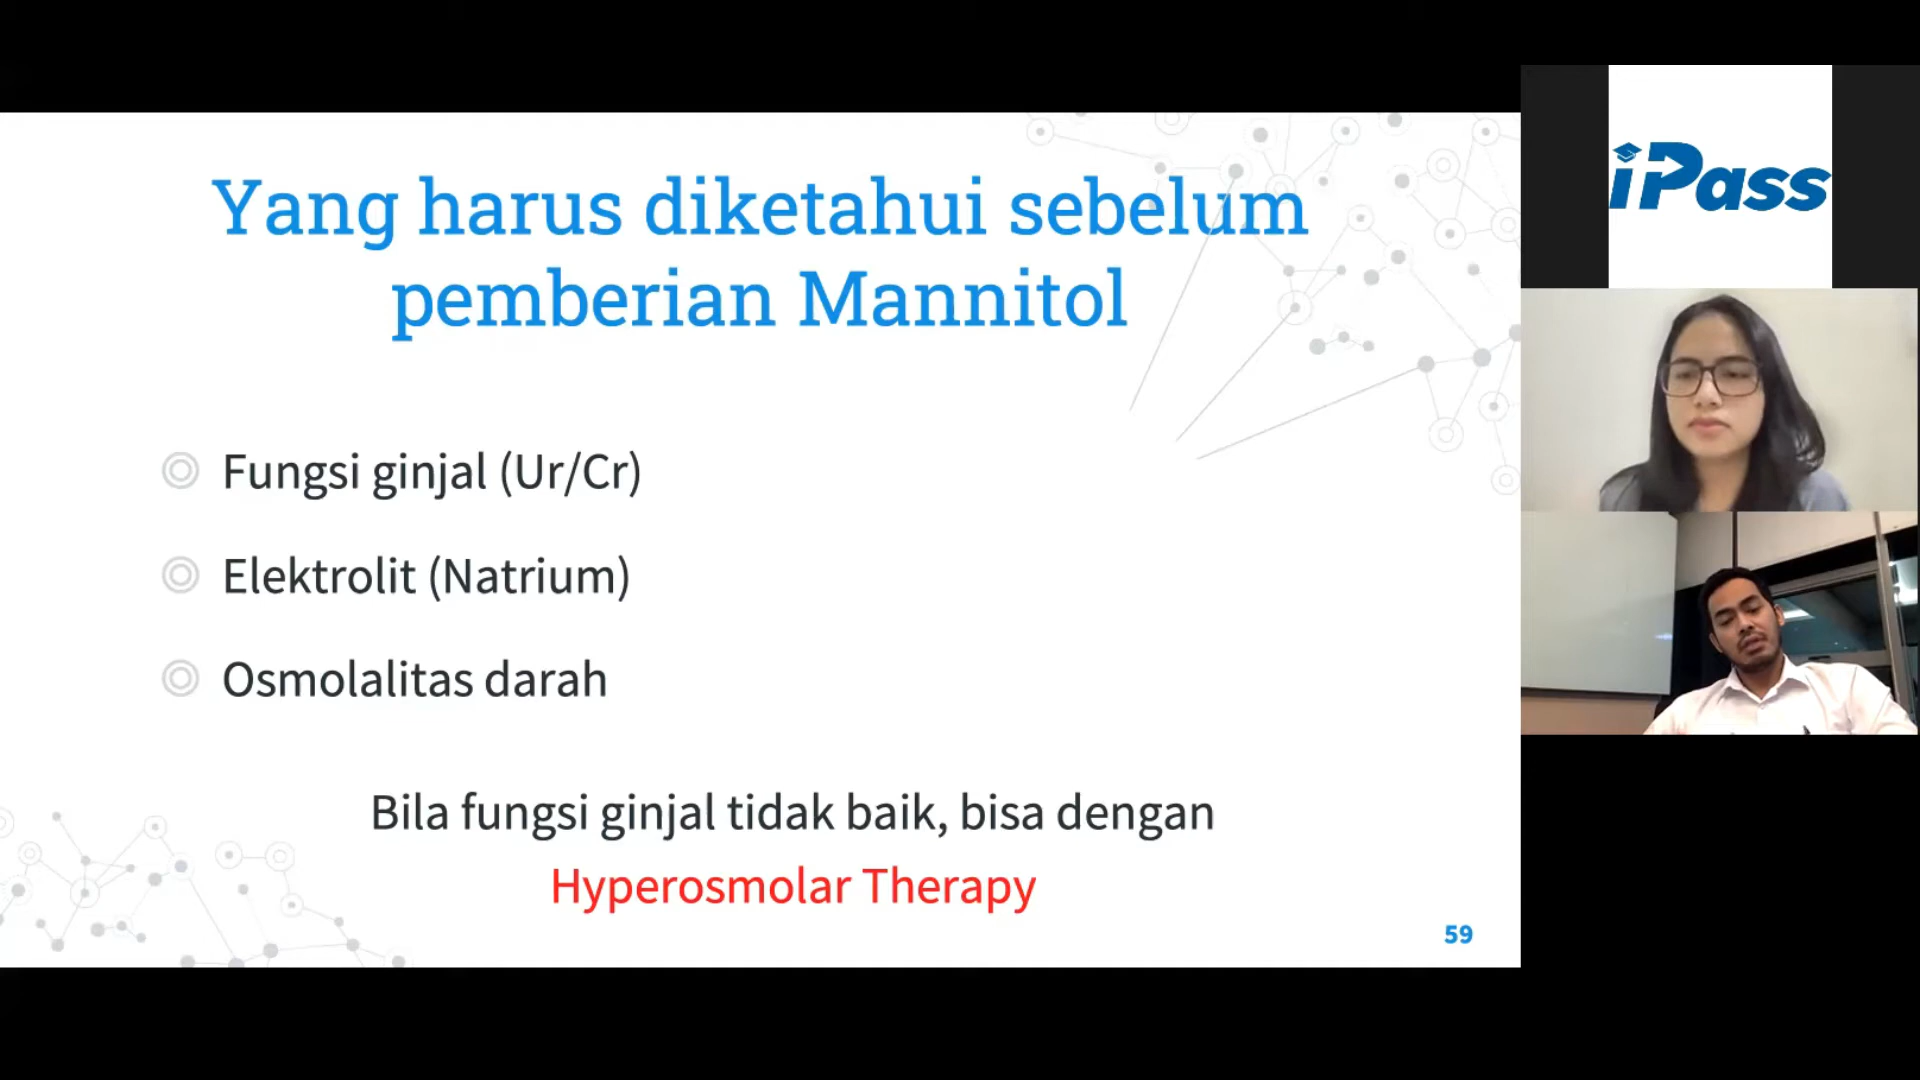 Yang harus diketahui sebelum
pemberian Mannitol
Fungsi ginjal (Ur/Cr)
Elektrolit (Natrium)
Osmolalitas darah
Bila fungsi ginjal tidak baik, bisa dengan
Hyperosmolar Therapy
59
iPass